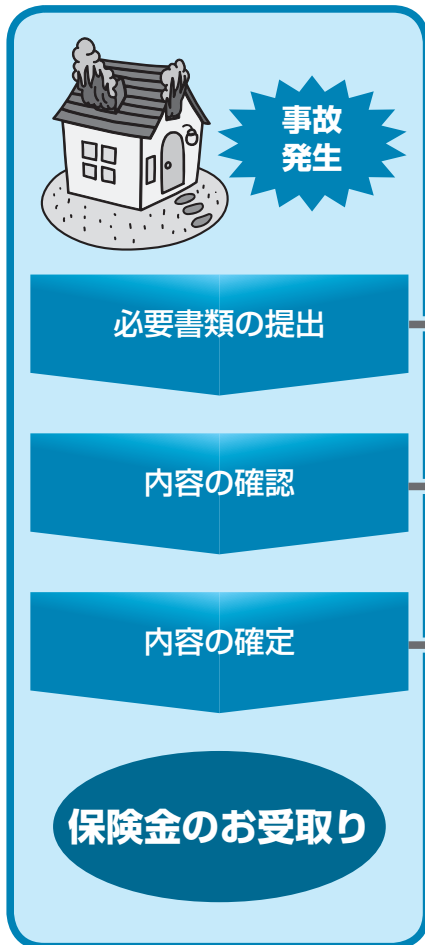 事故
発生
必要書類の提出
内容の確認
内容の確定
保険金のお受取り